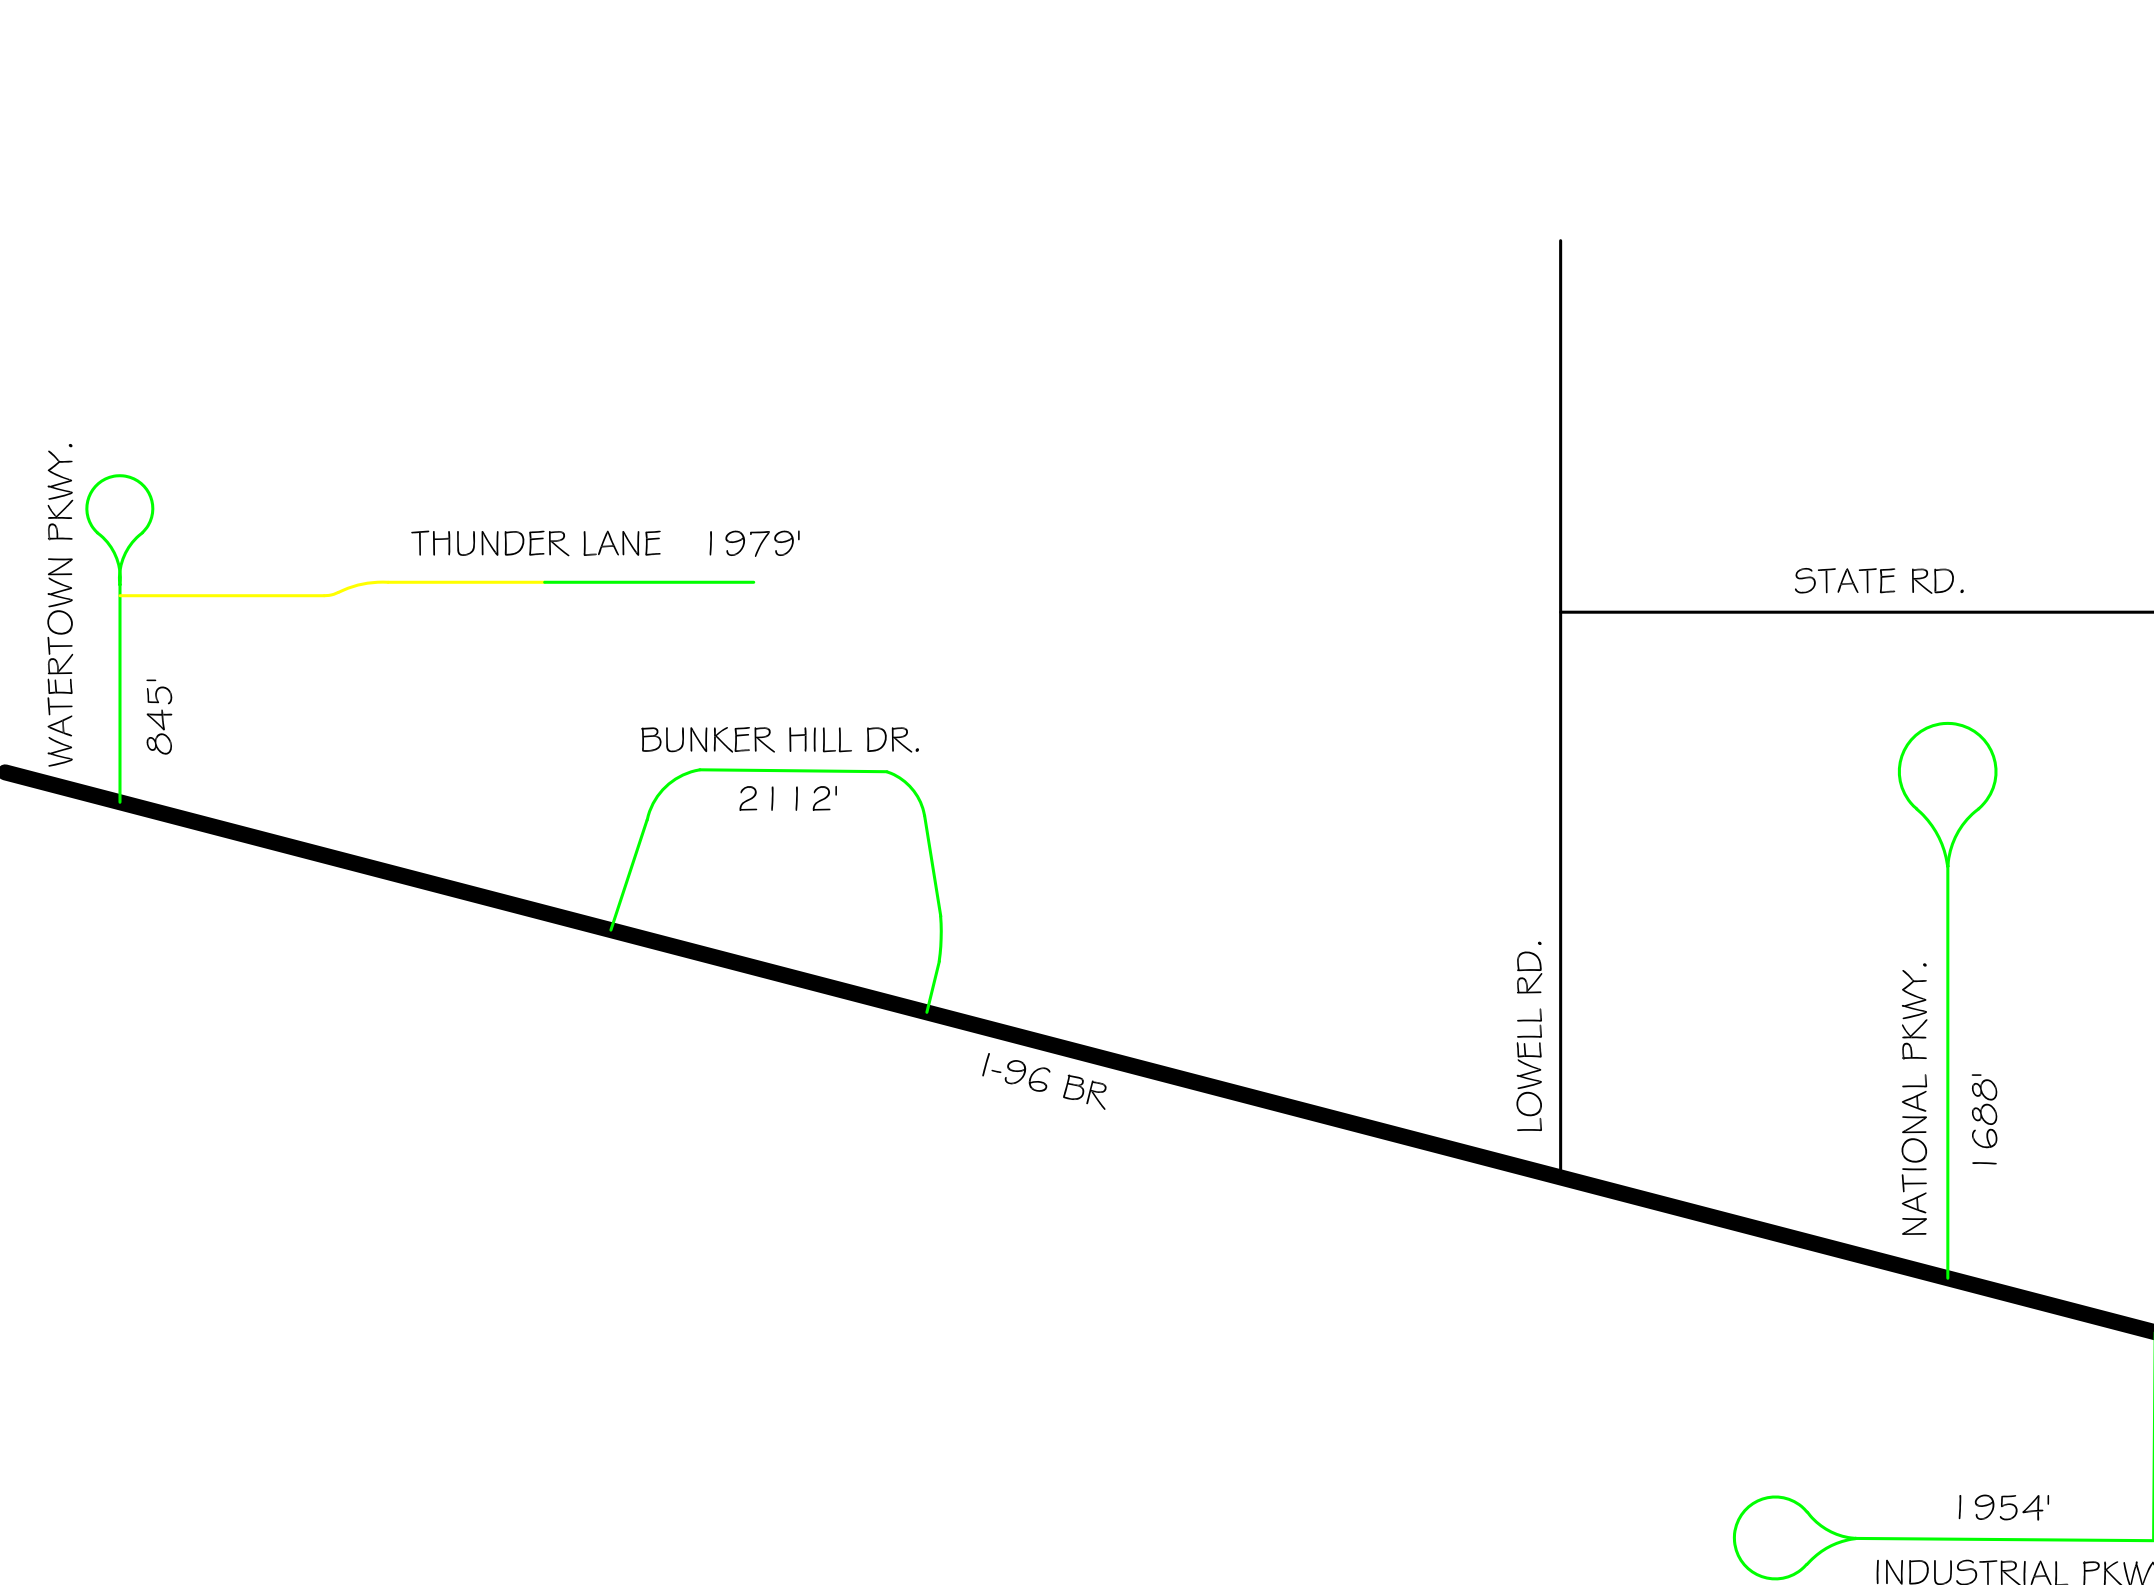 WATERTOWN PKWY.
845'
THUNDER LANE 1979'
STATE RD.
BUNKER HILL DR.
2112'
I-96 BR
LOWELL RD.
NATIONAL PKWY.
1688'
1954'
INDUSTRIAL PKW